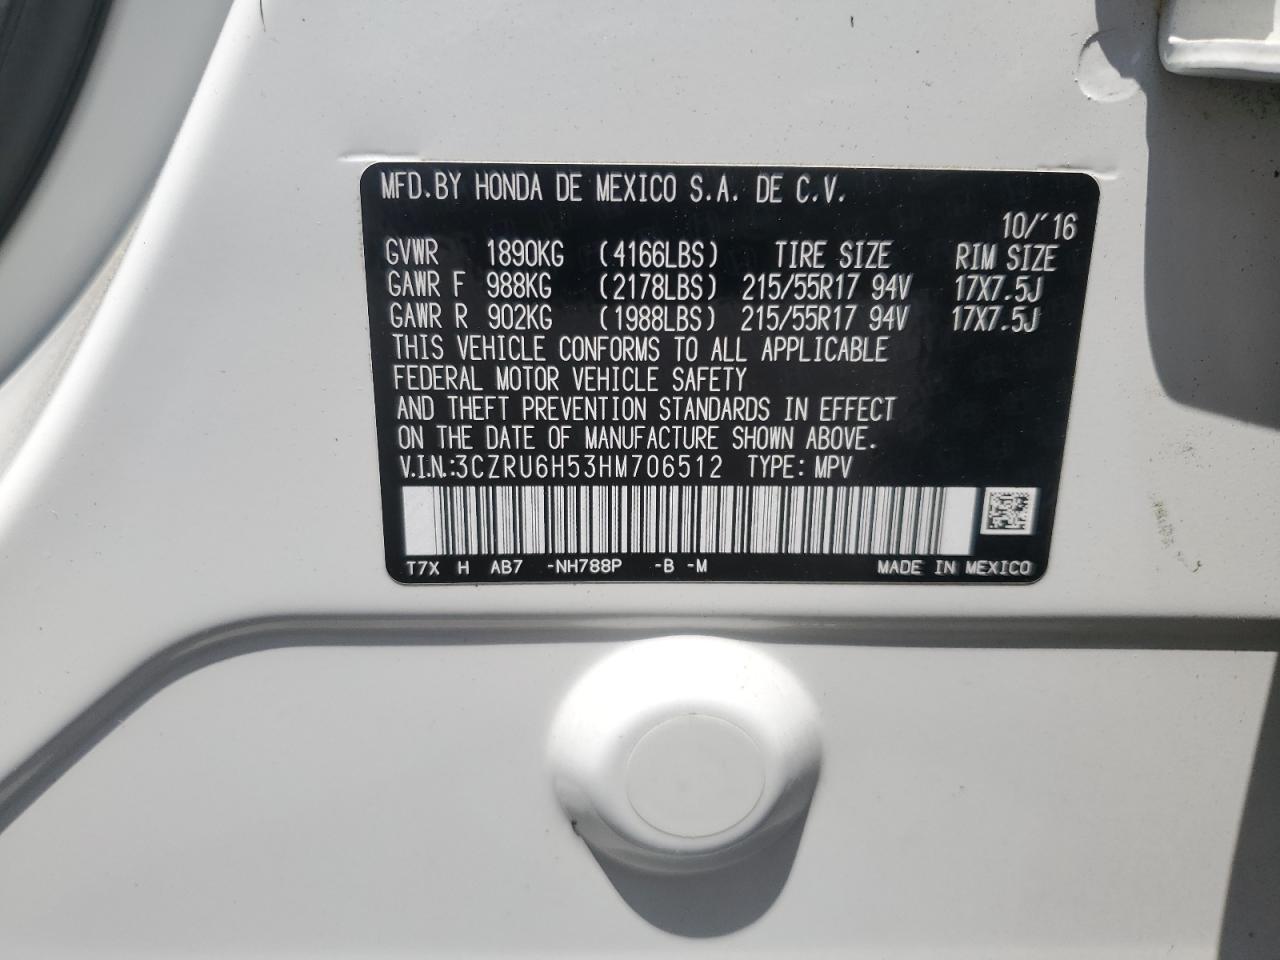 MFD.BY HONDA DE MEXICO S.A. DE C.V.
10/'16
GVWR 1890KG (4166LBS) TIRE SIZE RIM SIZE
GAWR F 988KG (2178LBS) 215/55R17 94V 17X7.5J
GAWR R 902KG (1988LBS) 215/55R17 94V 17X7.5J
THIS VEHICLE CONFORMS TO ALL APPLICABLE
FEDERAL MOTOR VEHICLE SAFETY
AND THEFT PREVENTION STANDARDS IN EFFECT
ON THE DATE OF MANUFACTURE SHOWN ABOVE.
V.I.N.:3CZRU6H53HM706512 TYPE: MPV
T7X H AB7 -NH788P -B -M MADE IN MEXICO